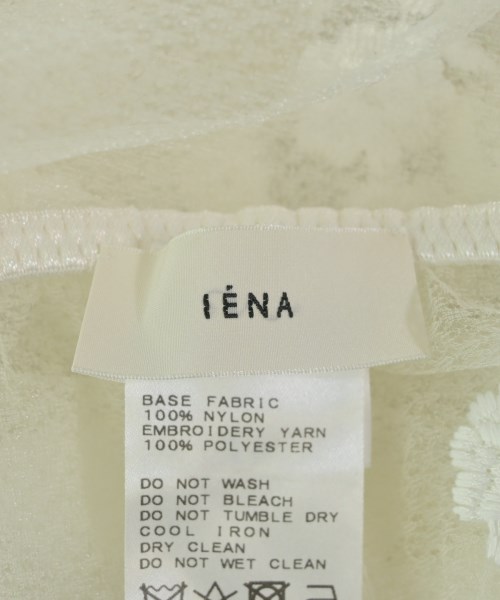 IÉNA
BASE FABRIC
100% NYLON
EMBROIDERY YARN
100% POLYESTER
DO NOT WASH
DO NOT BLEACH
DO NOT TUMBLE DRY
COOL IRON
DRY CLEAN
DO NOT WET CLEAN